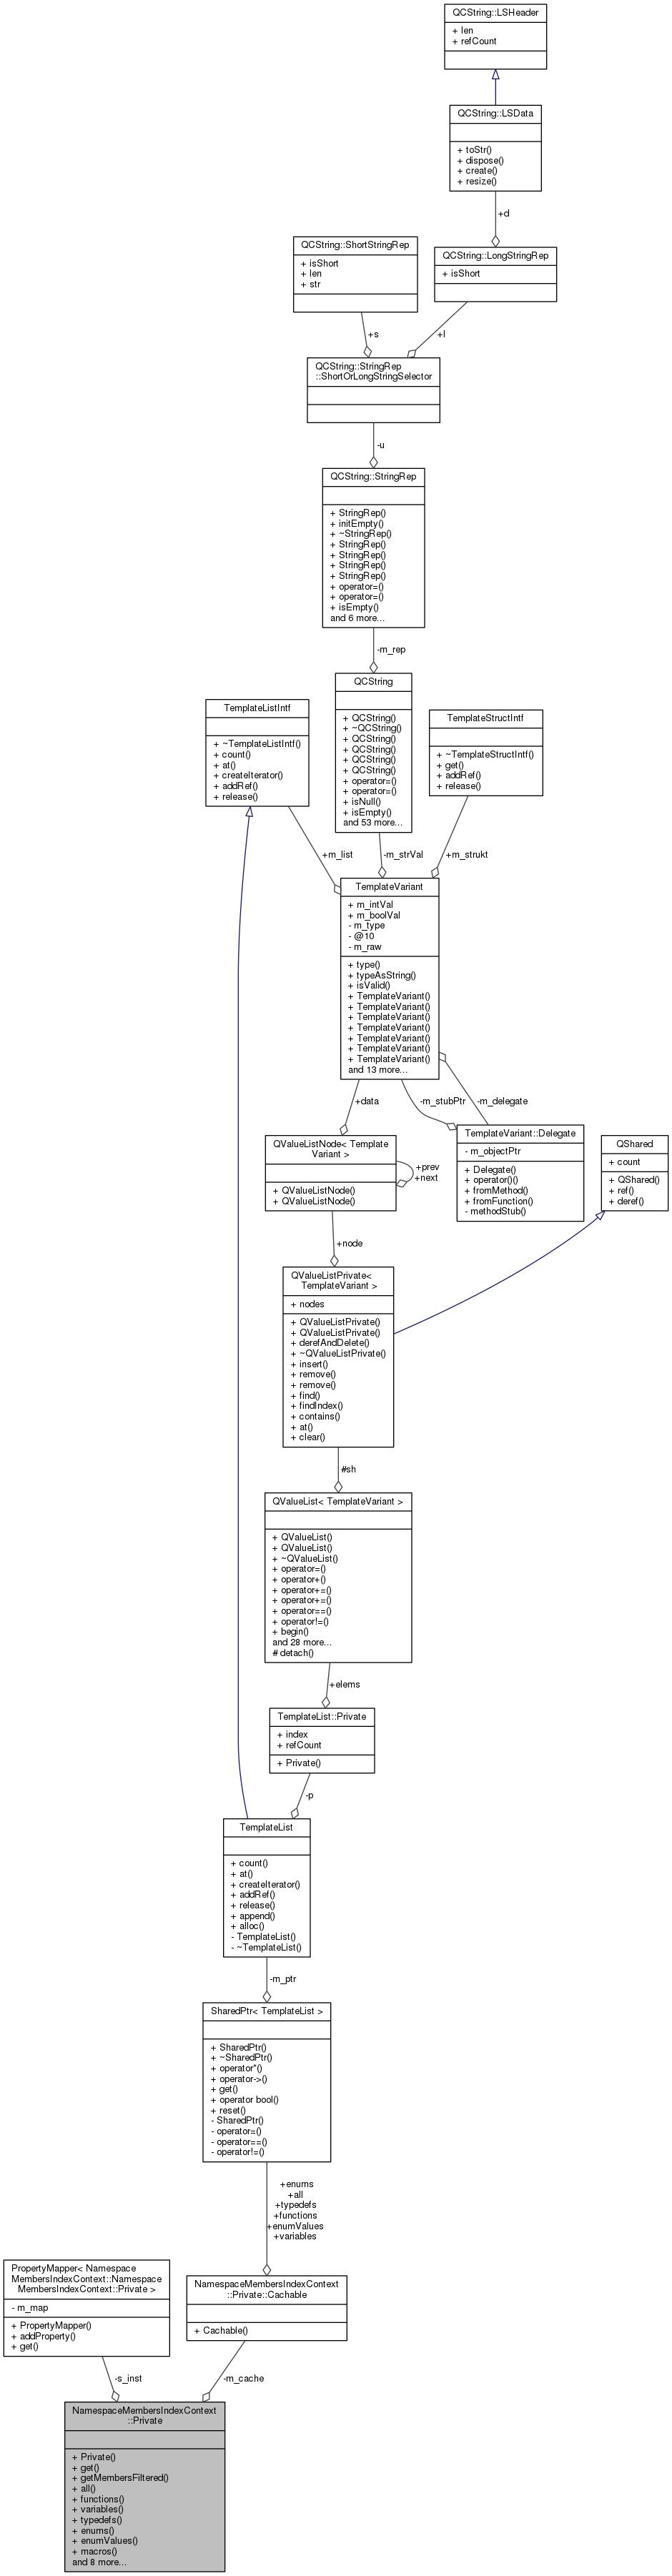 QCString::LSHeader
+ len
+ refCount
QCString::LSData
+ toStr()
+ dispose()
+ create()
+ resize()
+d
QCString::ShortStringRep
+ isShort
+ len
+ str
QCString::LongStringRep
+ isShort
+s
+l
QCString::StringRep
::ShortOrLongStringSelector
-u
QCString::StringRep
+ StringRep()
+ initEmpty()
+ ~StringRep()
+ StringRep()
+ StringRep()
+ StringRep()
+ StringRep()
+ operator=()
+ operator=()
+ isEmpty()
and 6 more...
-m_rep
QCString
+ QCString()
+ ~QCString()
+ QCString()
+ QCString()
+ QCString()
+ QCString()
+ operator=()
+ operator=()
+ isNull()
+ isEmpty()
and 53 more...
TemplateListIntf
+ ~TemplateListIntf()
+ count()
+ at()
+ createIterator()
+ addRef()
+ release()
TemplateStructIntf
+ ~TemplateStructIntf()
+ get()
+ addRef()
+ release()
+m_list
-m_strVal
+m_strukt
TemplateVariant
+ m_intVal
+ m_boolVal
- m_type
- @10
- m_raw
+ type()
+ typeAsString()
+ isValid()
+ TemplateVariant()
+ TemplateVariant()
+ TemplateVariant()
+ TemplateVariant()
+ TemplateVariant()
+ TemplateVariant()
+ TemplateVariant()
and 13 more...
+data
-m_stubPtr
-m_delegate
QValueListNode< Template
Variant >
+ QValueListNode()
+ QValueListNode()
+prev
+next
TemplateVariant::Delegate
- m_objectPtr
+ Delegate()
+ operator()()
+ fromMethod()
+ fromFunction()
- methodStub()
QShared
+ count
+ QShared()
+ ref()
+ deref()
+node
QValueListPrivate<
TemplateVariant >
+ nodes
+ QValueListPrivate()
+ QValueListPrivate()
+ derefAndDelete()
+ ~QValueListPrivate()
+ insert()
+ remove()
+ remove()
+ find()
+ findIndex()
+ contains()
+ at()
+ clear()
#sh
QValueList< TemplateVariant >
+ QValueList()
+ QValueList()
+ ~QValueList()
+ operator=()
+ operator+()
+ operator+=()
+ operator+=()
+ operator==()
+ operator!=()
+ begin()
and 28 more...
# detach()
+elems
TemplateList::Private
+ index
+ refCount
+ Private()
-p
TemplateList
+ count()
+ at()
+ createIterator()
+ addRef()
+ release()
+ append()
+ alloc()
- TemplateList()
- ~TemplateList()
-m_ptr
SharedPtr< TemplateList >
+ SharedPtr()
+ ~SharedPtr()
+ operator*()
+ operator->()
+ get()
+ operator bool()
+ reset()
- SharedPtr()
- operator=()
- operator==()
- operator!=()
+enums
+all
+typedefs
+functions
+enumValues
+variables
PropertyMapper< Namespace
MembersIndexContext::Namespace
MembersIndexContext::Private >
- m_map
+ PropertyMapper()
+ addProperty()
+ get()
NamespaceMembersIndexContext
::Private::Cachable
+ Cachable()
-s_inst
-m_cache
NamespaceMembersIndexContext
::Private
+ Private()
+ get()
+ getMembersFiltered()
+ all()
+ functions()
+ variables()
+ typedefs()
+ enums()
+ enumValues()
+ macros()
and 8 more...